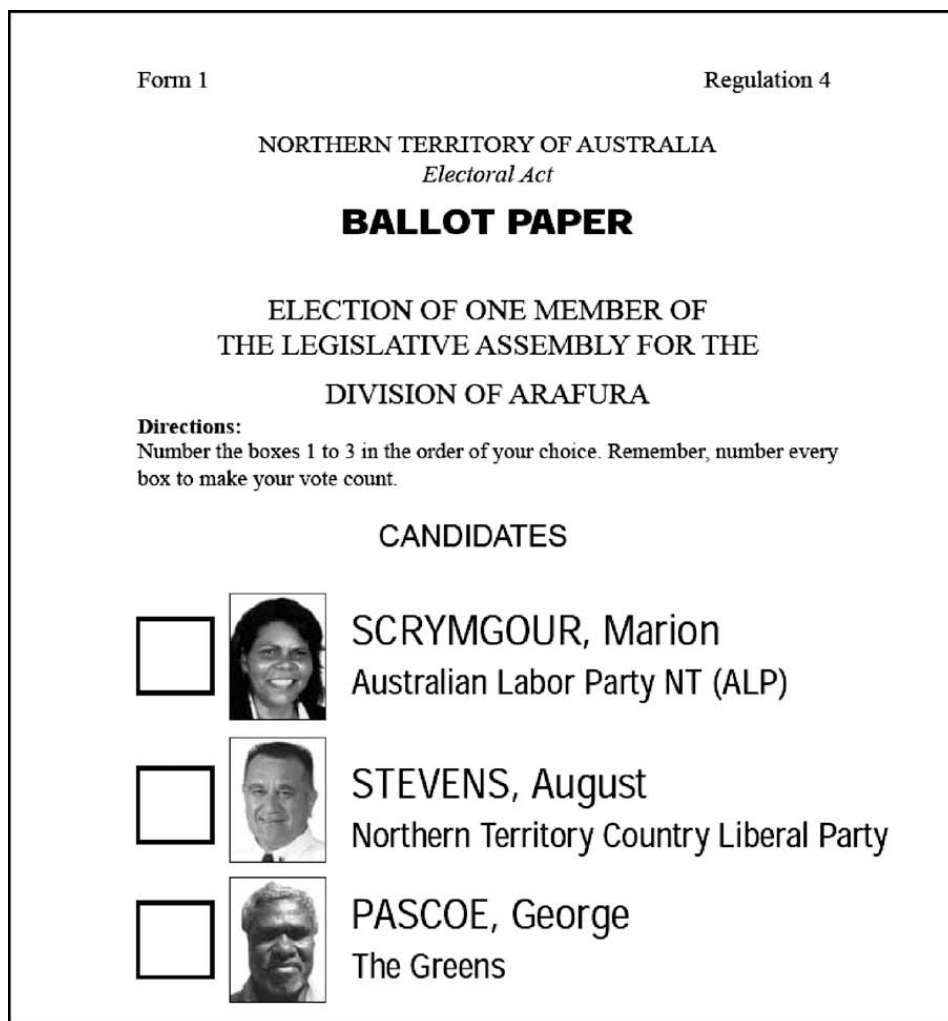 Form 1 Regulation 4
NORTHERN TERRITORY OF AUSTRALIA
Electoral Act
BALLOT PAPER
ELECTION OF ONE MEMBER OF
THE LEGISLATIVE ASSEMBLY FOR THE
DIVISION OF ARAFURA
Directions:
Number the boxes 1 to 3 in the order of your choice. Remember, number every
box to make your vote count.
CANDIDATES
SCRYMGOUR, Marion
Australian Labor Party NT (ALP)
STEVENS, August
Northern Territory Country Liberal Party
PASCOE, George
The Greens